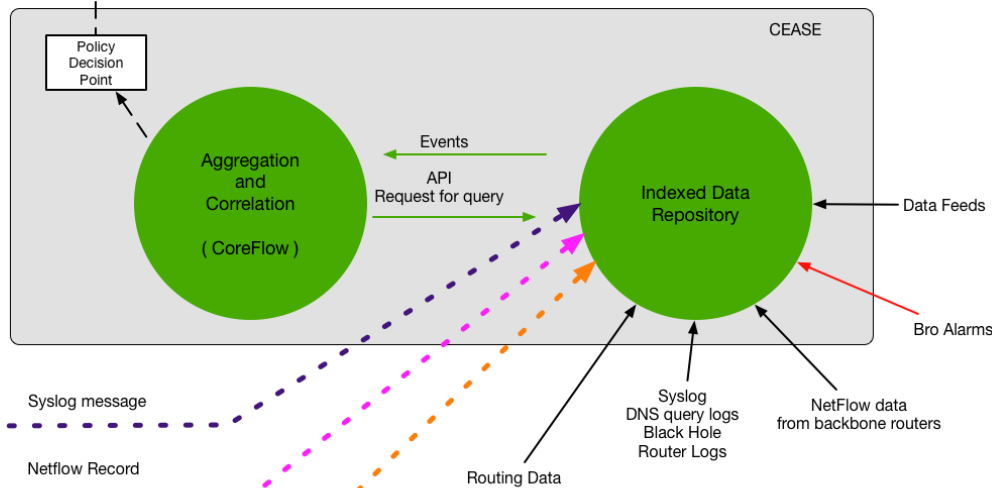 CEASE
Policy
Decision
Point
Aggregation
and
Correlation
( CoreFlow )
Events
API
Request for query
Indexed Data
Repository
Data Feeds
Bro Alarms
Syslog message
Netflow Record
Routing Data
Syslog
DNS query logs
Black Hole
Router Logs
NetFlow data
from backbone routers